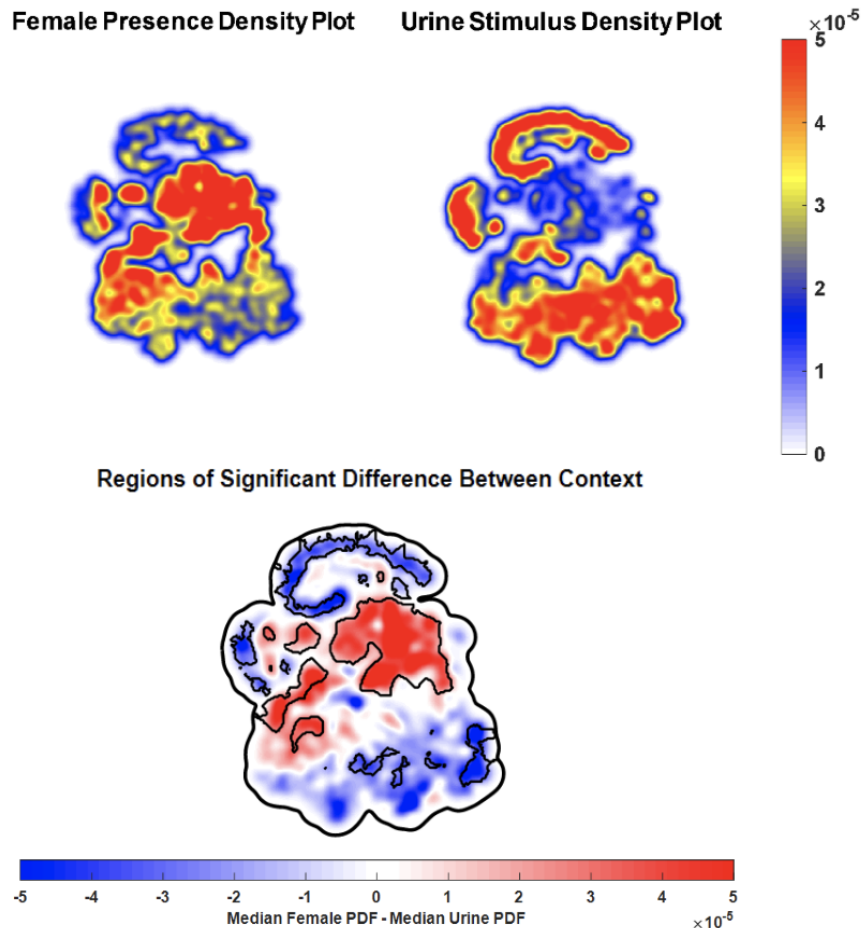 Female Presence Density Plot
Urine Stimulus Density Plot
×10⁻⁵
5
4
3
2
1
0
Regions of Significant Difference Between Context
-5 -4 -3 -2 -1 0 1 2 3 4 5
Median Female PDF - Median Urine PDF
×10⁻⁵